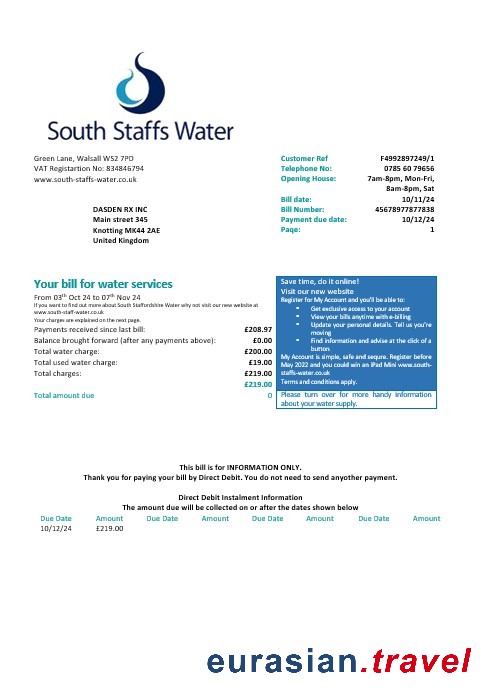 South Staffs Water
Green Lane, Walsall WS2 7PD
VAT Registartion No: 834846794
www.south-staffs-water.co.uk
Customer Ref F4992897249/1
Telephone No: 0785 60 79656
Opening House: 7am-8pm, Mon-Fri,
8am-8pm, Sat
Bill date: 10/11/24
Bill Number: 45678977877838
Payment due date: 10/12/24
Page: 1
DASDEN RX INC
Main street 345
Knotting MK44 2AE
United Kingdom
Your bill for water services
From 03th Oct 24 to 07th Nov 24
If you want to find out more about South Staffordshire Water why not visit our new website at
www.south-staff-water.co.uk
Your charges are explained on the next page.
Payments received since last bill: £208.97
Balance brought forward (after any payments above): £0.00
Total water charge: £200.00
Total used water charge: £19.00
Total charges: £219.00
£219.00
Total amount due 0
Save time, do it online!
Visit our new website
Register for My Account and you'll be able to:
Get exclusive access to your account
View your bills anytime with e-billing
Update your personal details. Tell us you're
moving
Find information and advise at the click of a
button
My Account is simple, safe and sequre. Register before
May 2022 and you could win an iPad Mini www.south-
staffs-water.co.uk
Terms and conditions apply.
Please turn over for more handy information
about your water supply.
This bill is for INFORMATION ONLY.
Thank you for paying your bill by Direct Debit. You do not need to send anyother payment.
Direct Debit Instalment Information
The amount due will be collected on or after the dates shown below
Due Date Amount Due Date Amount Due Date Amount Due Date Amount
10/12/24 £219.00
eurasian.travel